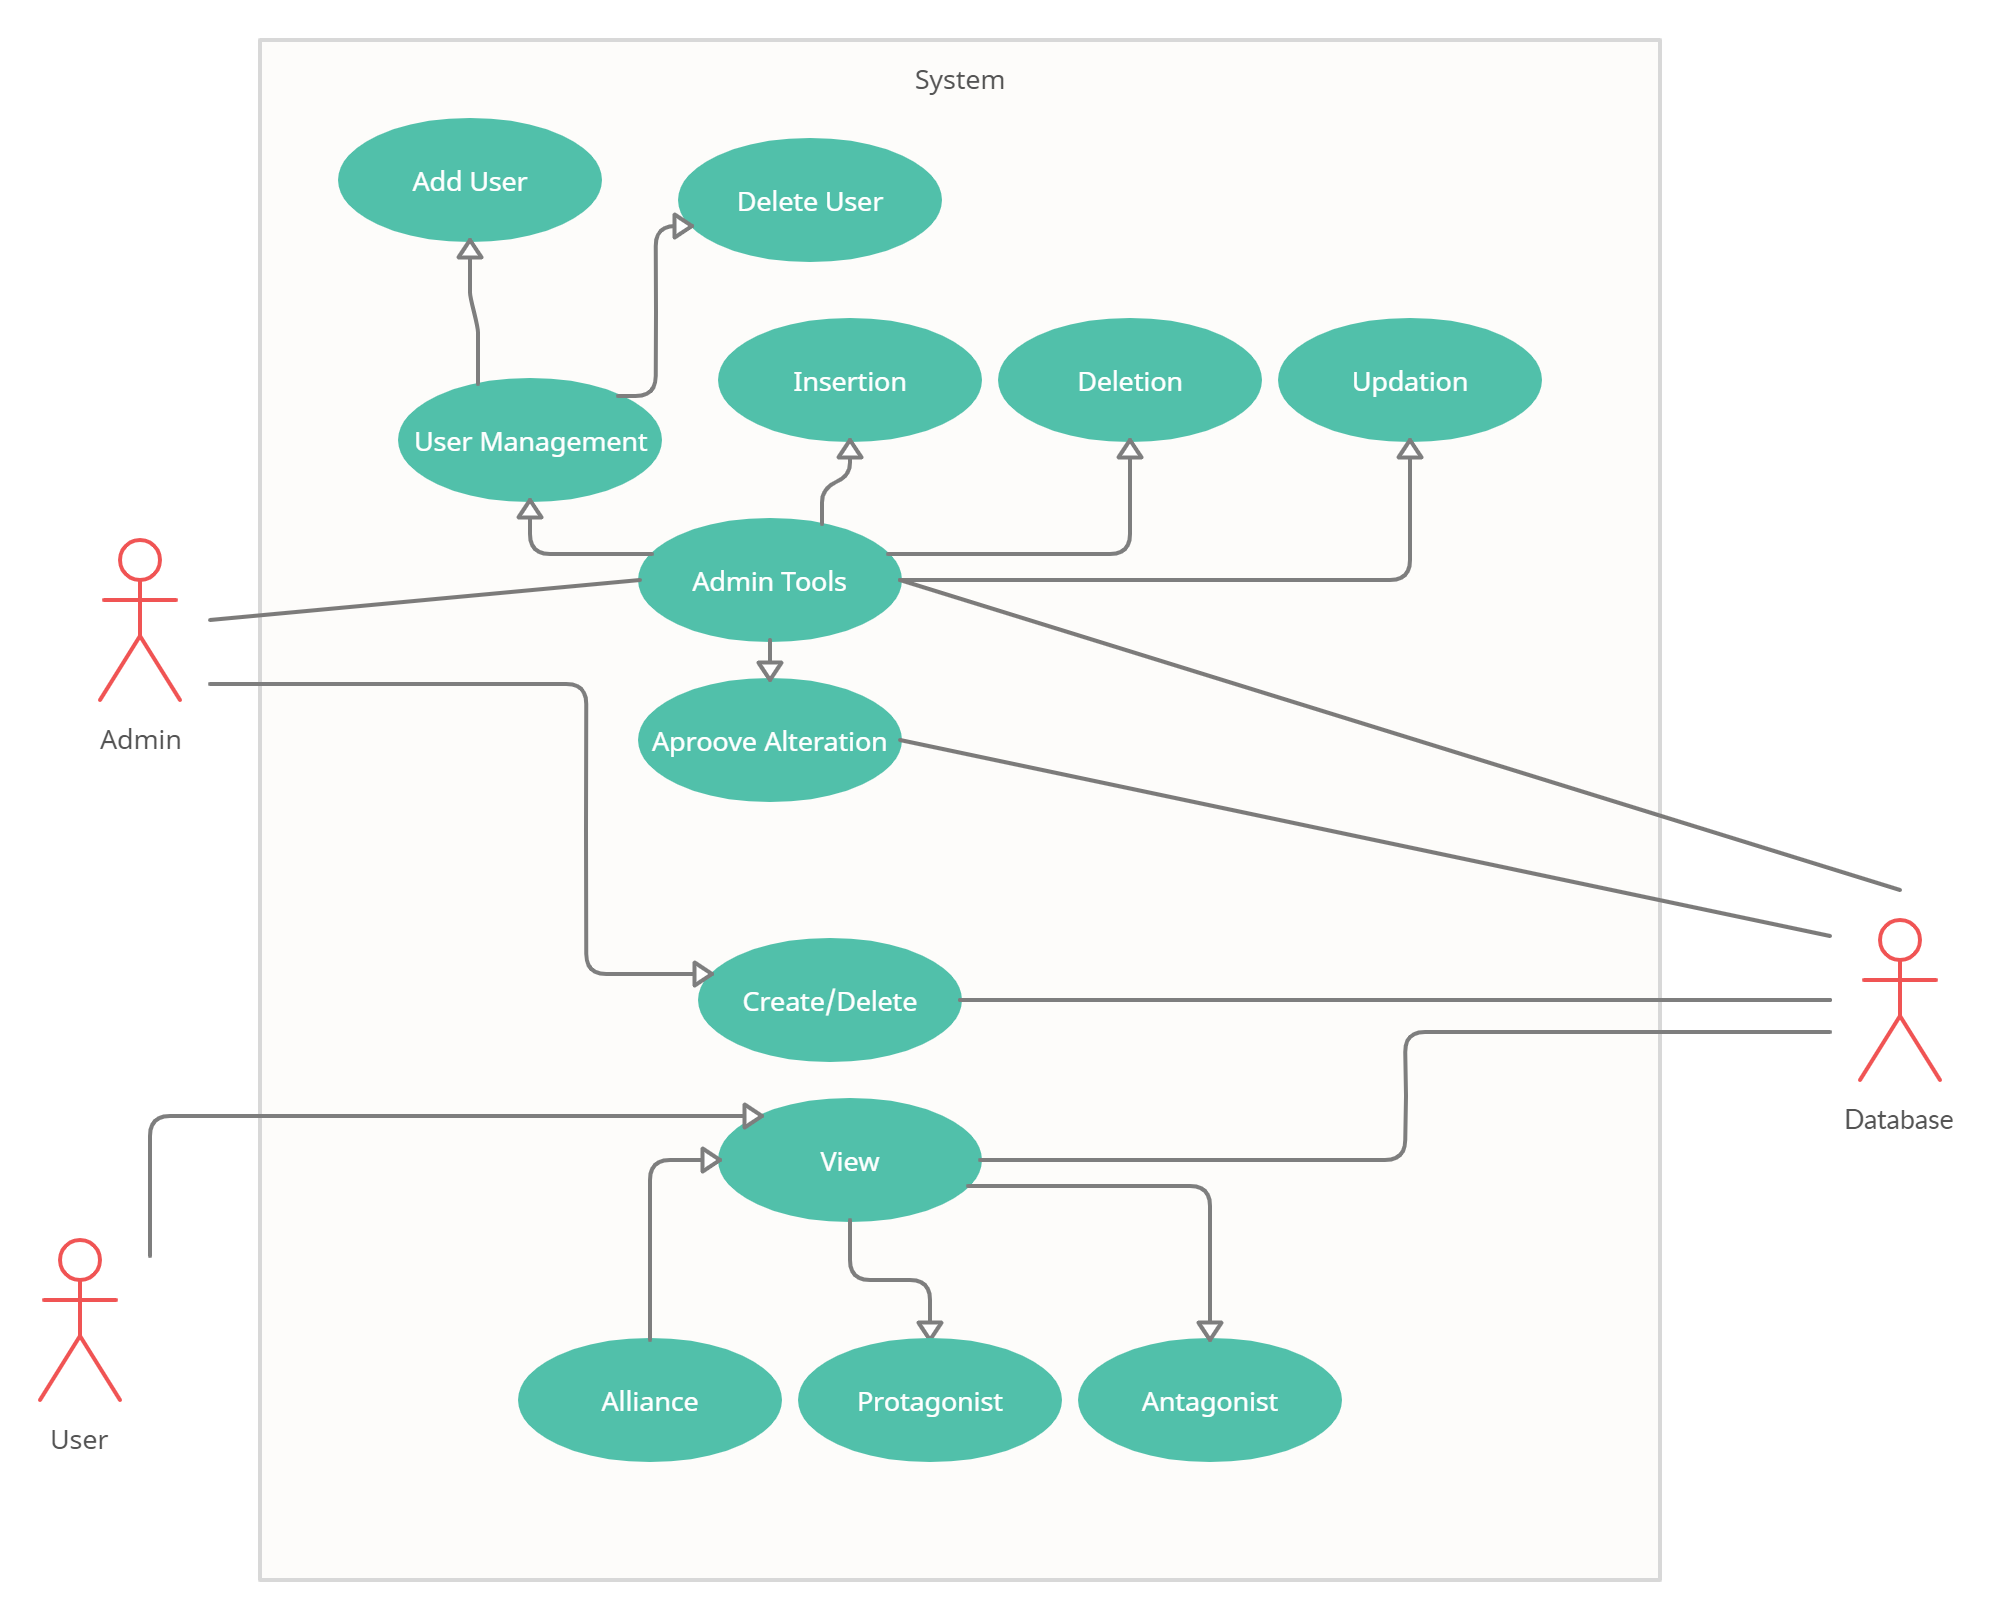 System
Add User
Delete User
Insertion
Deletion
Updation
User Management
Admin Tools
Admin
Aproove Alteration
Create/Delete
Database
View
Alliance
Protagonist
Antagonist
User